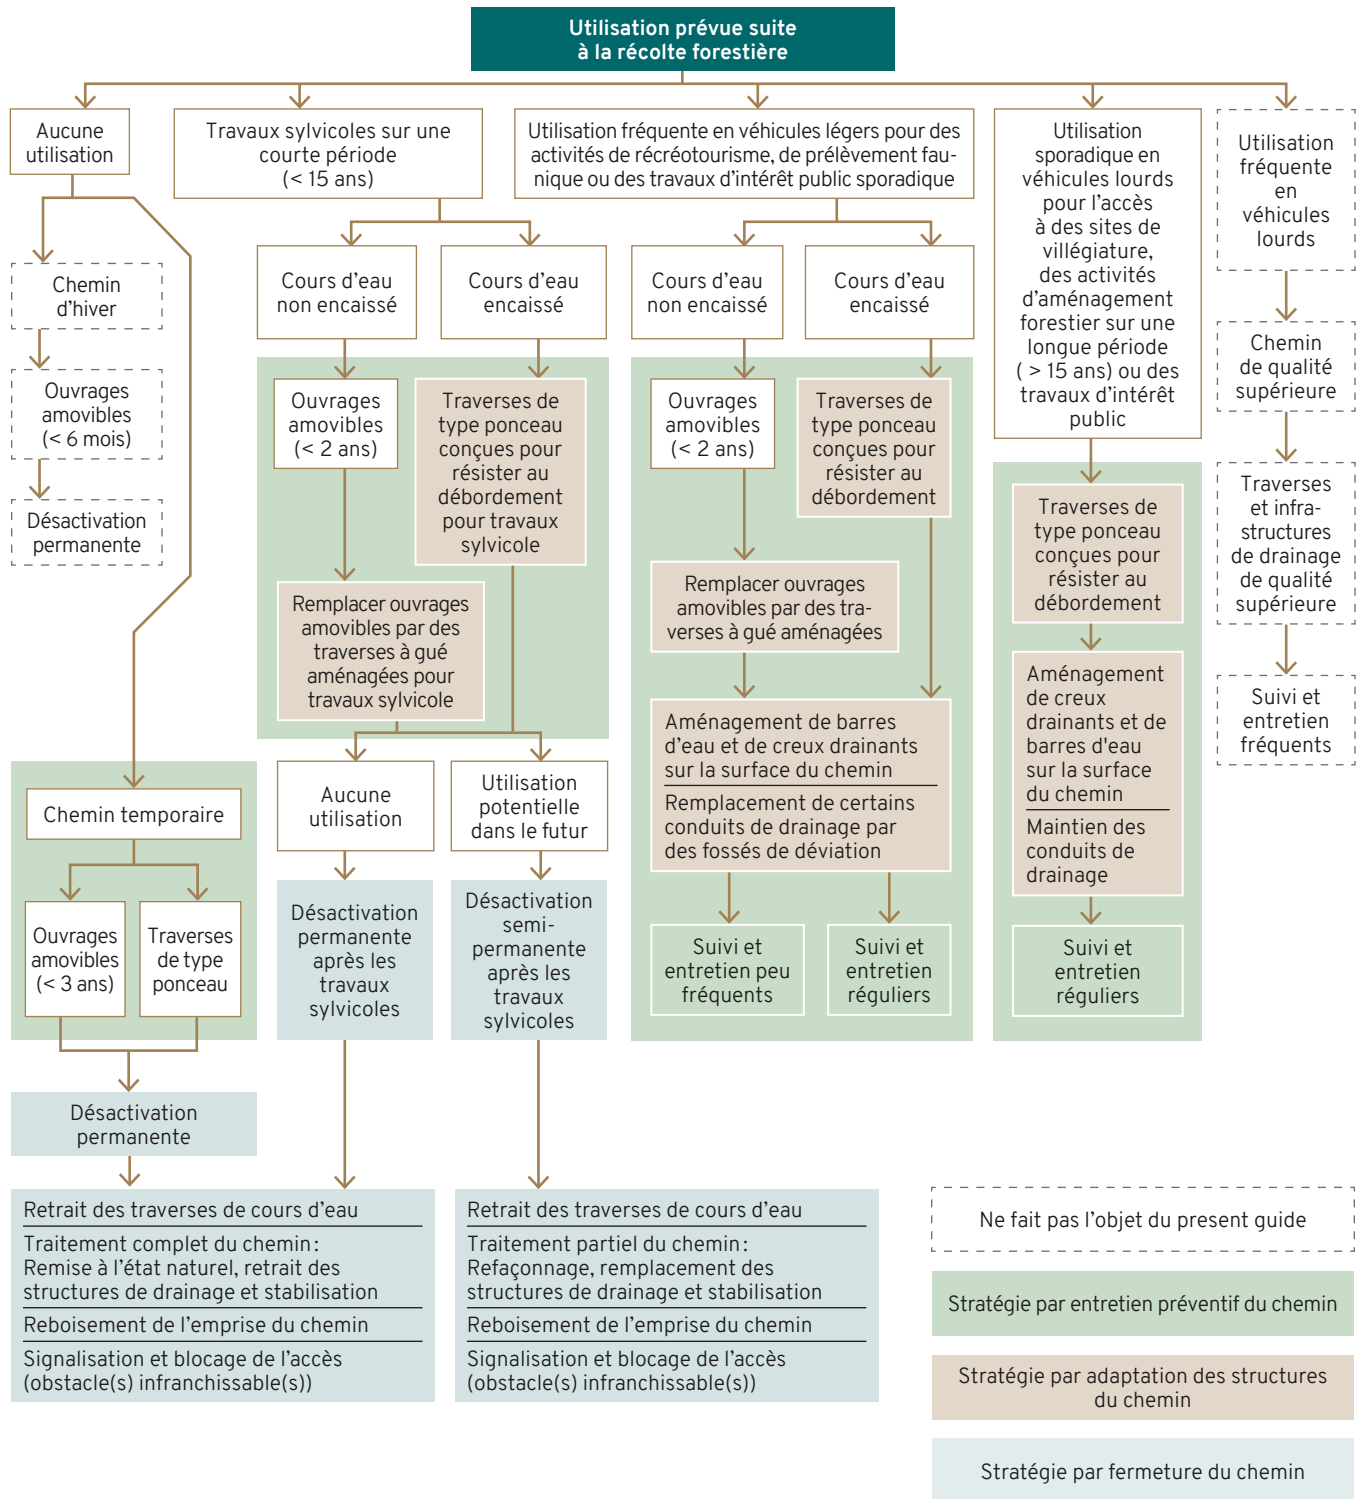 Utilisation prévue suite
à la récolte forestière
Aucune
utilisation
Travaux sylvicoles sur une
courte période
(< 15 ans)
Utilisation fréquente en véhicules légers pour des
activités de récréotourisme, de prélèvement fau-
nique ou des travaux d'intérêt public sporadique
Utilisation
sporadique en
véhicules lourds
pour l'accès
à des sites de
villégiature,
des activités
d'aménagement
forestier sur une
longue période
( > 15 ans) ou des
travaux d'intérêt
public
Utilisation
fréquente
en
véhicules
lourds
Chemin
d'hiver
Ouvrages
amovibles
(< 6 mois)
Désactivation
permanente
Cours d'eau
non encaissé
Cours d'eau
encaissé
Cours d'eau
non encaissé
Cours d'eau
encaissé
Chemin
de qualité
supérieure
Ouvrages
amovibles
(< 2 ans)
Traverses de
type ponceau
conçues pour
résister au
débordement
pour travaux
sylvicole
Ouvrages
amovibles
(< 2 ans)
Traverses de
type ponceau
conçues pour
résister au
débordement
Traverses de
type ponceau
conçues pour
résister au
débordement
Traverses
et infra-
structures
de drainage
de qualité
supérieure
Remplacer ouvrages
amovibles par des
traverses à gué
aménagées pour
travaux sylvicole
Remplacer ouvrages
amovibles par des tra-
verses à gué aménagées
Aménagement
de creux
drainants et de
barres d'eau
sur la surface
du chemin
Maintien des
conduits de
drainage
Suivi et
entretien
fréquents
Aménagement de barres
d'eau et de creux drainants
sur la surface du chemin
Remplacement de certains
conduits de drainage par
des fossés de déviation
Chemin temporaire
Aucune
utilisation
Utilisation
potentielle
dans le futur
Ouvrages
amovibles
(< 3 ans)
Traverses
de type
ponceau
Désactivation
permanente
après les
travaux
sylvicoles
Désactivation
semi-
permanente
après les
travaux
sylvicoles
Suivi et
entretien peu
fréquents
Suivi et
entretien
réguliers
Suivi et
entretien
réguliers
Désactivation
permanente
Retrait des traverses de cours d'eau
Traitement complet du chemin :
Remise à l'état naturel, retrait des
structures de drainage et stabilisation
Reboisement de l'emprise du chemin
Signalisation et blocage de l'accès
(obstacle(s) infranchissable(s))
Retrait des traverses de cours d'eau
Traitement partiel du chemin :
Refaçonnage, remplacement des
structures de drainage et stabilisation
Reboisement de l'emprise du chemin
Signalisation et blocage de l'accès
(obstacle(s) infranchissable(s))
Ne fait pas l'objet du present guide
Stratégie par entretien préventif du chemin
Stratégie par adaptation des structures
du chemin
Stratégie par fermeture du chemin